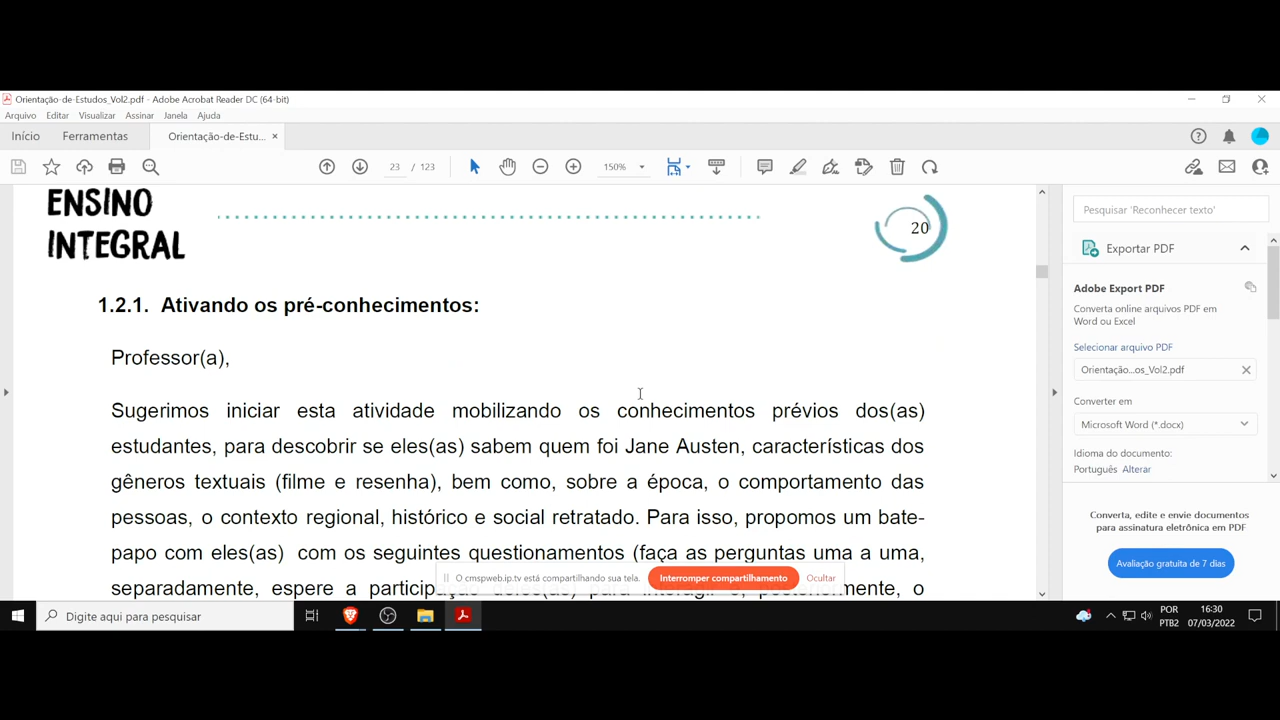 Orientação-de-Estudos_Vol2.pdf - Adobe Acrobat Reader DC (64-bit)
Arquivo Editar Visualizar Assinar Janela Ajuda
Início Ferramentas Orientação-de-Estu... ×
23 / 123 150%
ENSINO
INTEGRAL
20
1.2.1. Ativando os pré-conhecimentos:
Professor(a),
Sugerimos iniciar esta atividade mobilizando os conhecimentos prévios dos(as)
estudantes, para descobrir se eles(as) sabem quem foi Jane Austen, características dos
gêneros textuais (filme e resenha), bem como, sobre a época, o comportamento das
pessoas, o contexto regional, histórico e social retratado. Para isso, propomos um bate-
papo com eles(as) com os seguintes questionamentos (faça as perguntas uma a uma,
separadamente, espere a para o
Pesquisar 'Reconhecer texto'
Exportar PDF
Adobe Export PDF
Converta online arquivos PDF em
Word ou Excel
Selecionar arquivo PDF
Orientação...os_Vol2.pdf
Converter em
Microsoft Word (*.docx)
Idioma do documento:
Português Alterar
Converta, edite e envie documentos
para assinatura eletrônica em PDF
Avaliação gratuita de 7 dias
O cmspweb.ip.tv está compartilhando sua tela. Interromper compartilhamento Ocultar
Digite aqui para pesquisar
POR
PTB2
16:30
07/03/2022